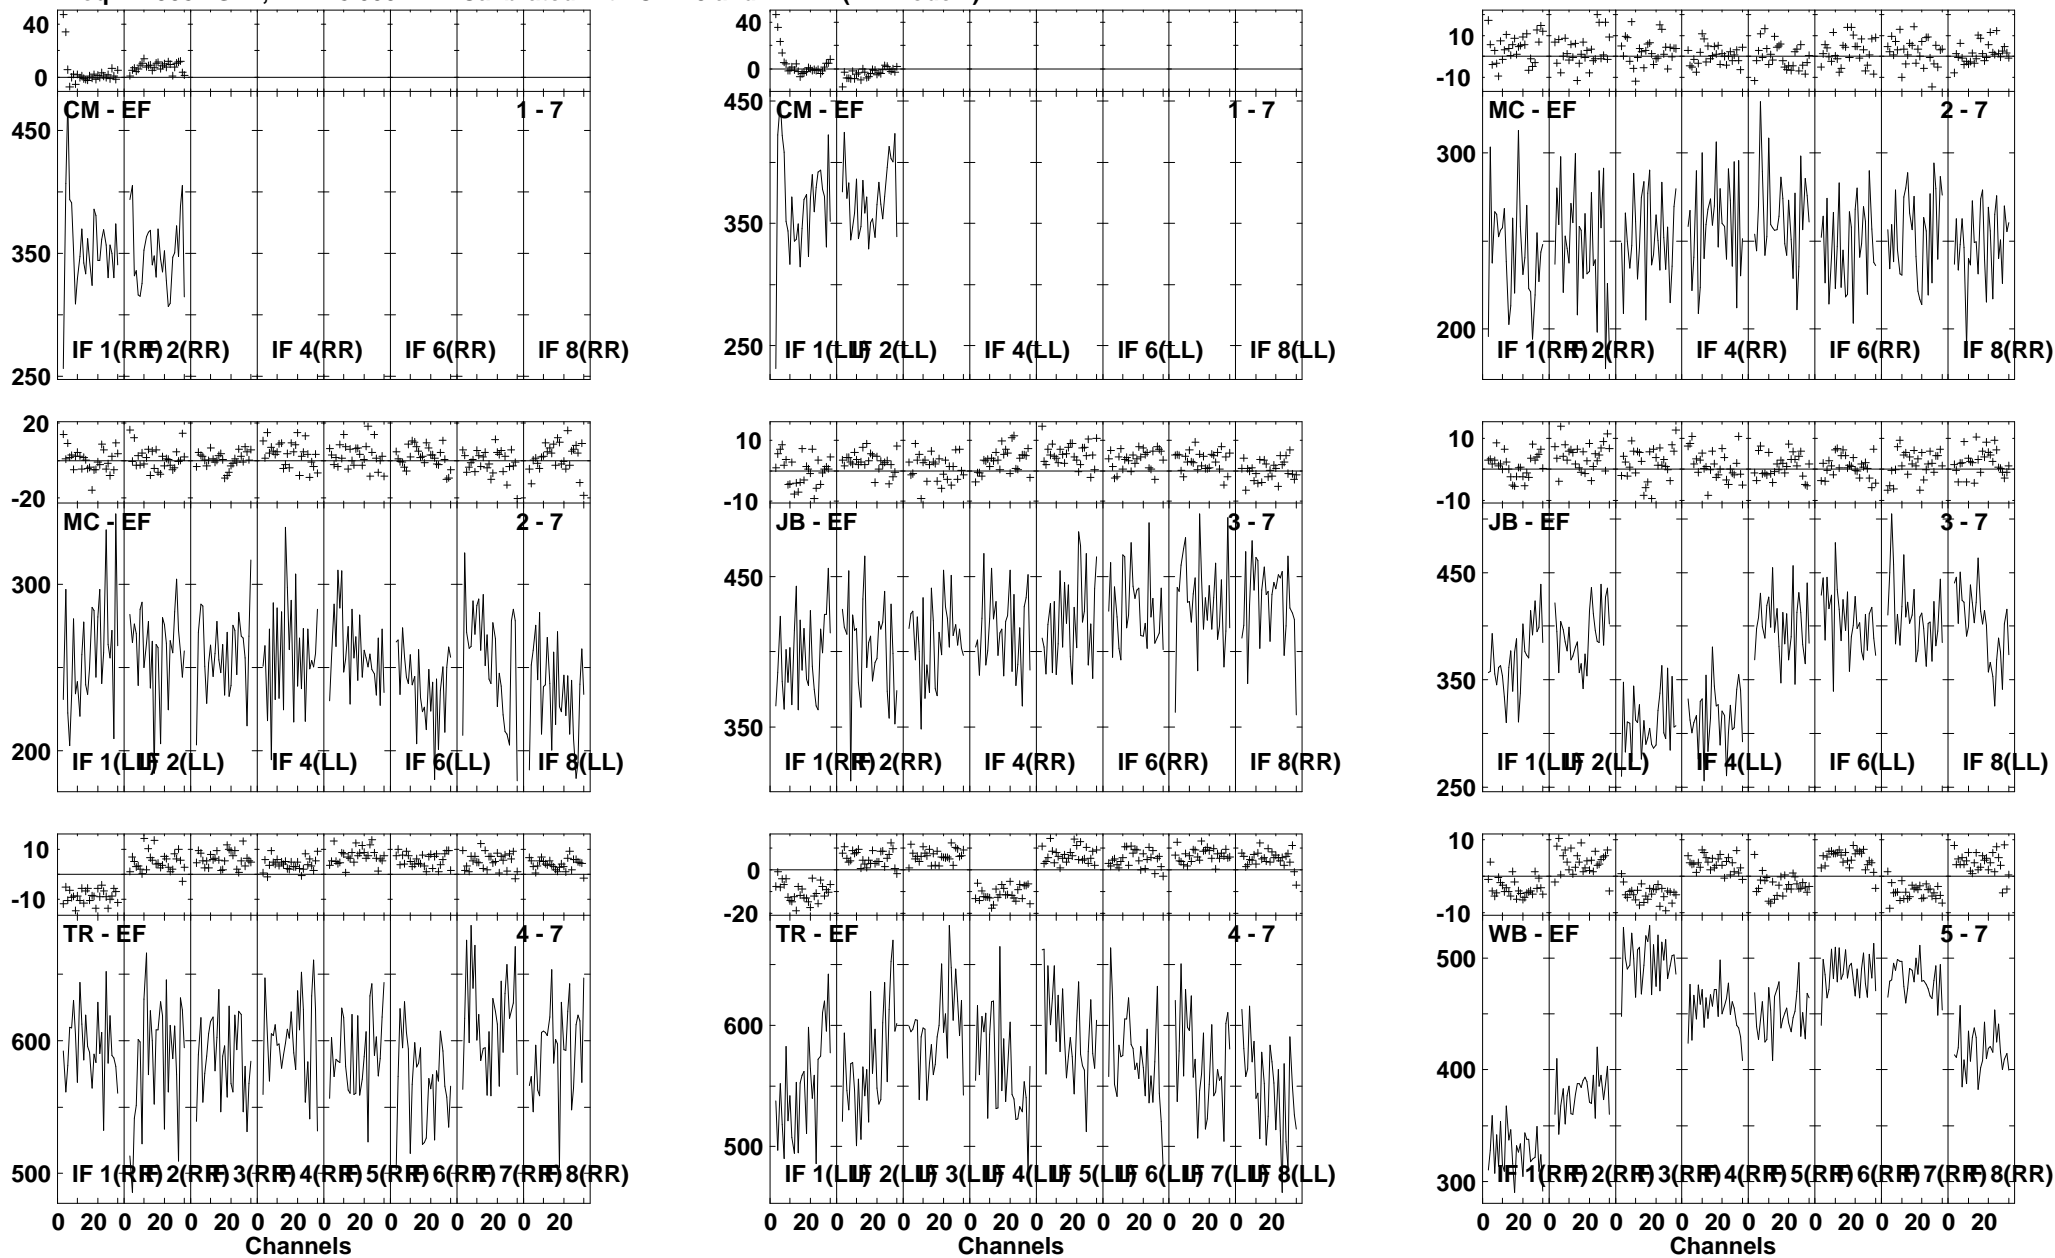 40
0
CM - EF 1 - 7
450
350
250
IF 1(RR) IF 2(RR) IF 4(RR) IF 6(RR) IF 8(RR)
40
0
CM - EF 1 - 7
450
350
250
IF 1(LL) IF 2(LL) IF 4(LL) IF 6(LL) IF 8(LL)
10
-10
MC - EF 2 - 7
300
200
IF 1(RR) IF 2(RR) IF 4(RR) IF 6(RR) IF 8(RR)
20
-20
MC - EF 2 - 7
300
200
IF 1(LL) IF 2(LL) IF 4(LL) IF 6(LL) IF 8(LL)
10
-10
JB - EF 3 - 7
450
350
IF 1(RR) IF 2(RR) IF 4(RR) IF 6(RR) IF 8(RR)
10
-10
JB - EF 3 - 7
450
350
250
IF 1(LL) IF 2(LL) IF 4(LL) IF 6(LL) IF 8(LL)
10
-10
TR - EF 4 - 7
600
500
IF 1(RR) IF 2(RR) IF 3(RR) IF 4(RR) IF 5(RR) IF 6(RR) IF 7(RR) IF 8(RR)
0 20 0 20 0 20 0 20 0 20 0 20 0 20 0 20
Channels
0
-20
TR - EF 4 - 7
600
500
IF 1(LL) IF 2(LL) IF 3(LL) IF 4(LL) IF 5(LL) IF 6(LL) IF 7(LL) IF 8(LL)
0 20 0 20 0 20 0 20 0 20 0 20 0 20 0 20
Channels
10
-10
WB - EF 5 - 7
500
400
300
IF 1(RR) IF 2(RR) IF 3(RR) IF 4(RR) IF 5(RR) IF 6(RR) IF 7(RR) IF 8(RR)
0 20 0 20 0 20 0 20 0 20 0 20 0 20 0 20
Channels